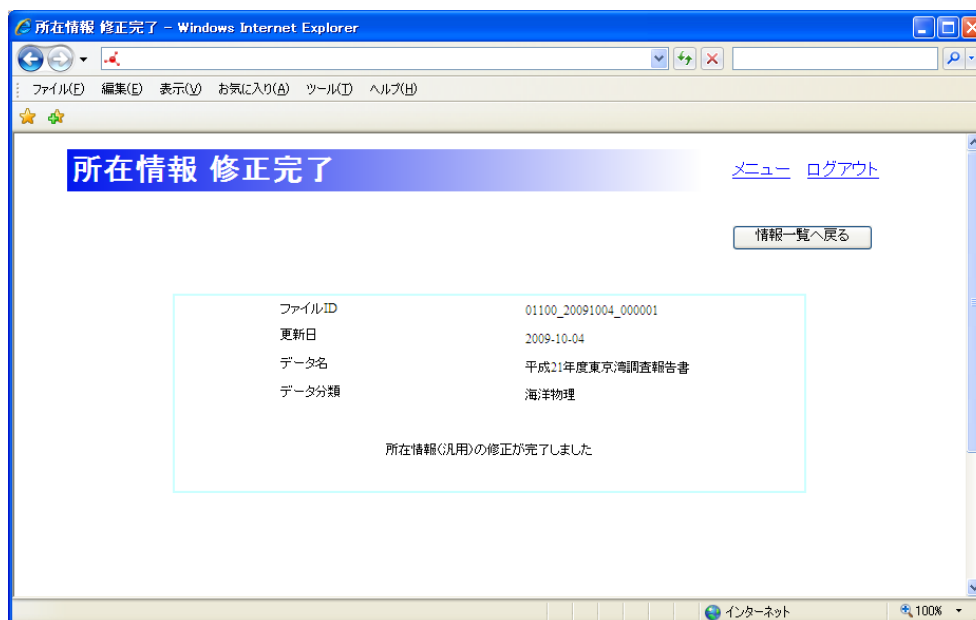 所在情報 修正完了 - Windows Internet Explorer
ファイル(F) 編集(E) 表示(V) お気に入り(A) ツール(T) ヘルプ(H)
所在情報 修正完了
メニュー ログアウト
情報一覧へ戻る
ファイルID 01100_20091004_000001
更新日 2009-10-04
データ名 平成21年度東京湾調査報告書
データ分類 海洋物理
所在情報(汎用)の修正が完了しました
インターネット 100%